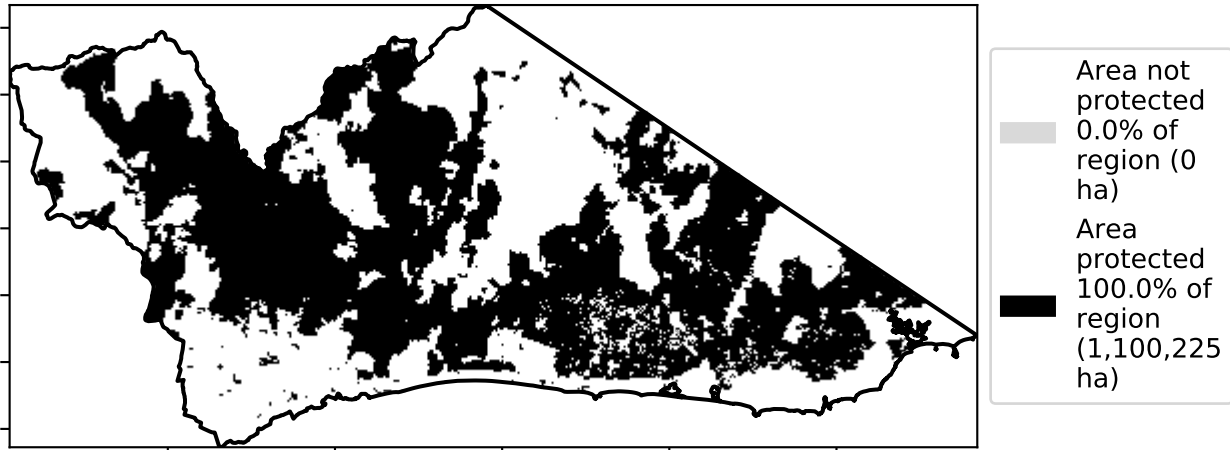 Area not
protected
0.0% of
region (0
ha)
Area
protected
100.0% of
region
(1,100,225
ha)